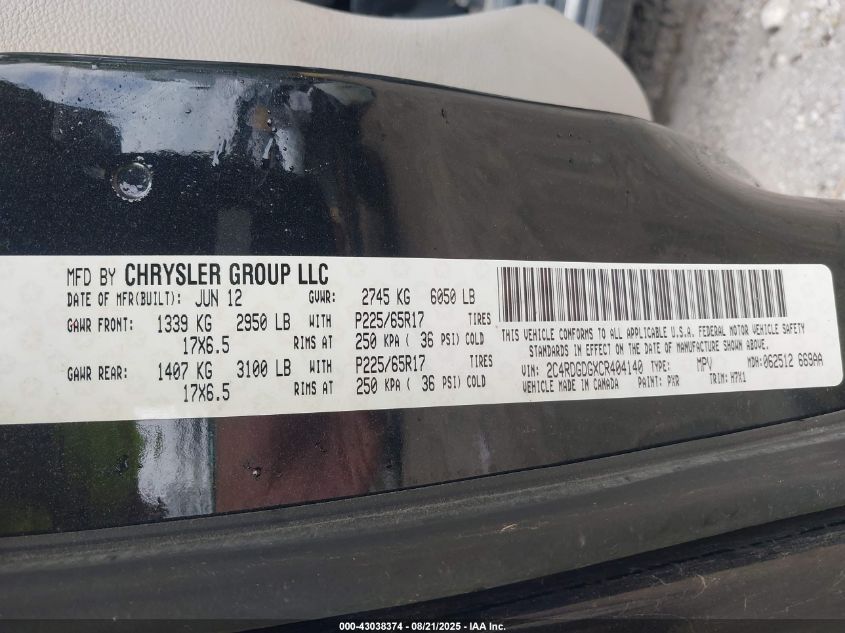 MFD BY CHRYSLER GROUP LLC
DATE OF MFR(BUILT): JUN 12 GVWR: 2745 KG 6050 LB
GAWR FRONT: 1339 KG 2950 LB WITH P225/65R17 TIRES
17X6.5 RIMS AT 250 KPA ( 36 PSI) COLD
GAWR REAR: 1407 KG 3100 LB WITH P225/65R17 TIRES
17X6.5 RIMS AT 250 KPA ( 36 PSI) COLD
THIS VEHICLE CONFORMS TO ALL APPLICABLE U.S.A. FEDERAL MOTOR VEHICLE SAFETY
STANDARDS IN EFFECT ON THE DATE OF MANUFACTURE SHOWN ABOVE.
VIN: 2C4RDGDGXCR404140 TYPE: MPV MDH: 062512 669AA
VEHICLE MADE IN CANADA PAINT: PXR TRIM: H7X1
000-43038374 - 08/21/2025 - IAA Inc.